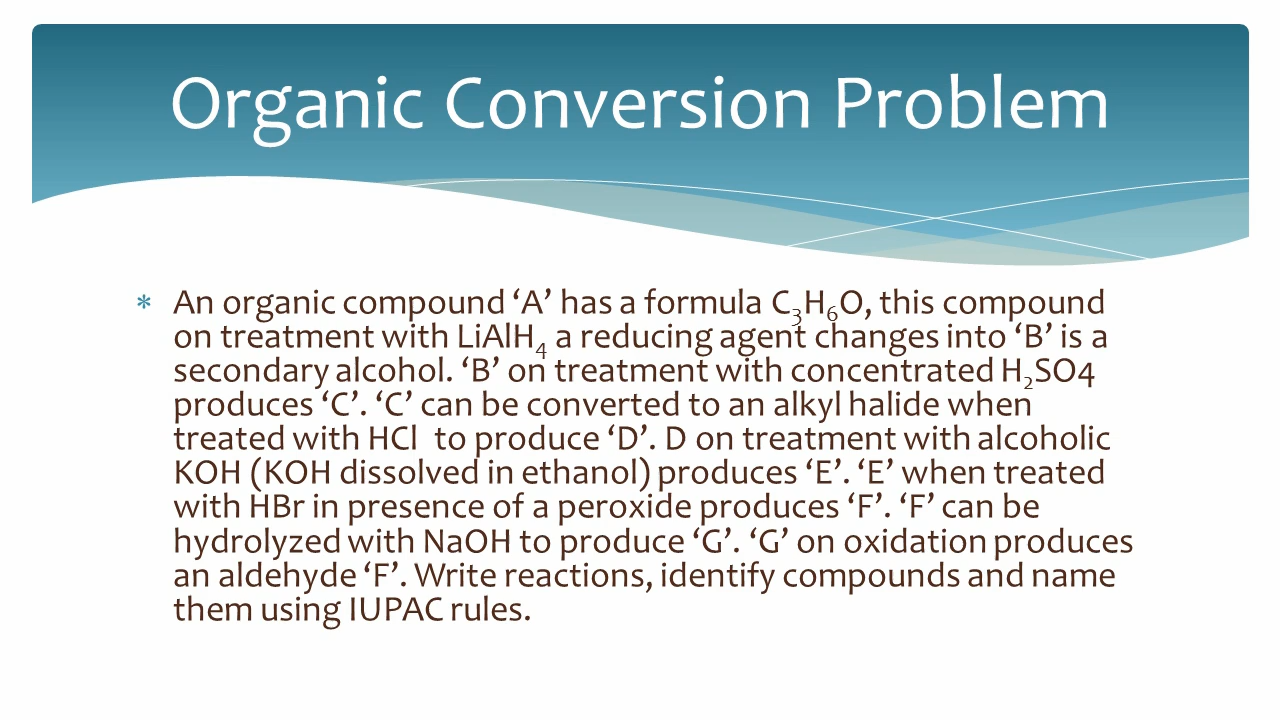 Organic Conversion Problem
* An organic compound ‘A’ has a formula C₃H₆O, this compound
on treatment with LiAlH₄ a reducing agent changes into ‘B’ is a
secondary alcohol. ‘B’ on treatment with concentrated H₂SO4
produces ‘C’. ‘C’ can be converted to an alkyl halide when
treated with HCl  to produce ‘D’. D on treatment with alcoholic
KOH (KOH dissolved in ethanol) produces ‘E’. ‘E’ when treated
with HBr in presence of a peroxide produces ‘F’. ‘F’ can be
hydrolyzed with NaOH to produce ‘G’. ‘G’ on oxidation produces
an aldehyde ‘F’. Write reactions, identify compounds and name
them using IUPAC rules.